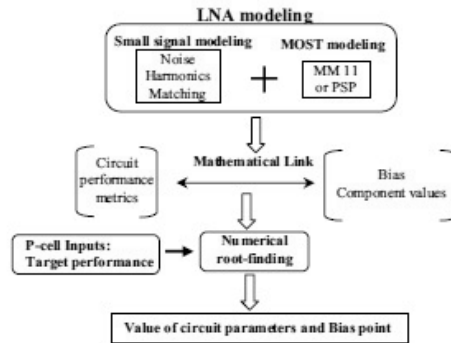 LNA modeling
Small signal modeling
Noise
Harmonics
Matching
+
MOST modeling
MM 11
or PSP
Mathematical Link
Circuit
performance
metrics
Bias
Component values
P-cell Inputs:
Target performance
Numerical
root-finding
Value of circuit parameters and Bias point